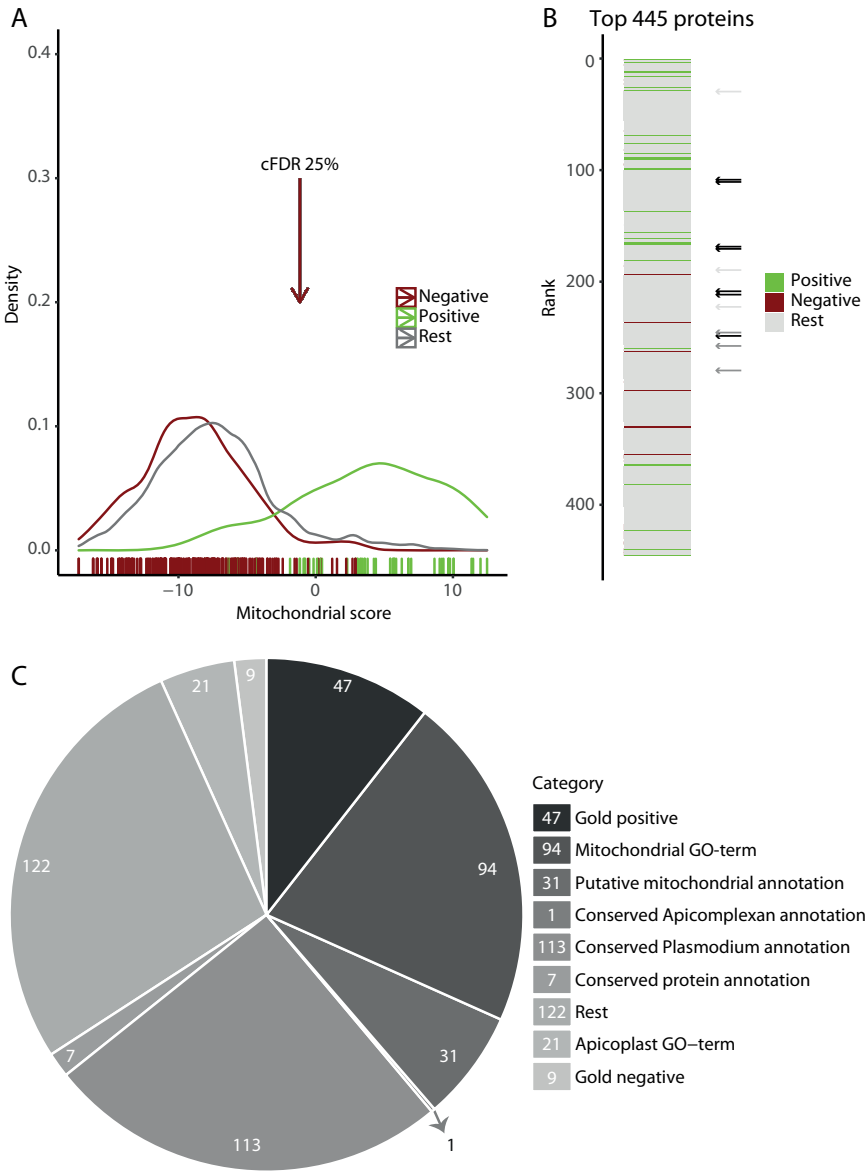 A
0.4
0.3
0.2
0.1
0.0
Density
cFDR 25%
Negative
Positive
Rest
−10
0
10
Mitochondrial score
B
Top 445 proteins
0
100
200
300
400
Rank
Positive
Negative
Rest
C
9
47
21
94
122
31
7
113
1
Category
47 Gold positive
94 Mitochondrial GO-term
31 Putative mitochondrial annotation
1 Conserved Apicomplexan annotation
113 Conserved Plasmodium annotation
7 Conserved protein annotation
122 Rest
21 Apicoplast GO−term
9 Gold negative